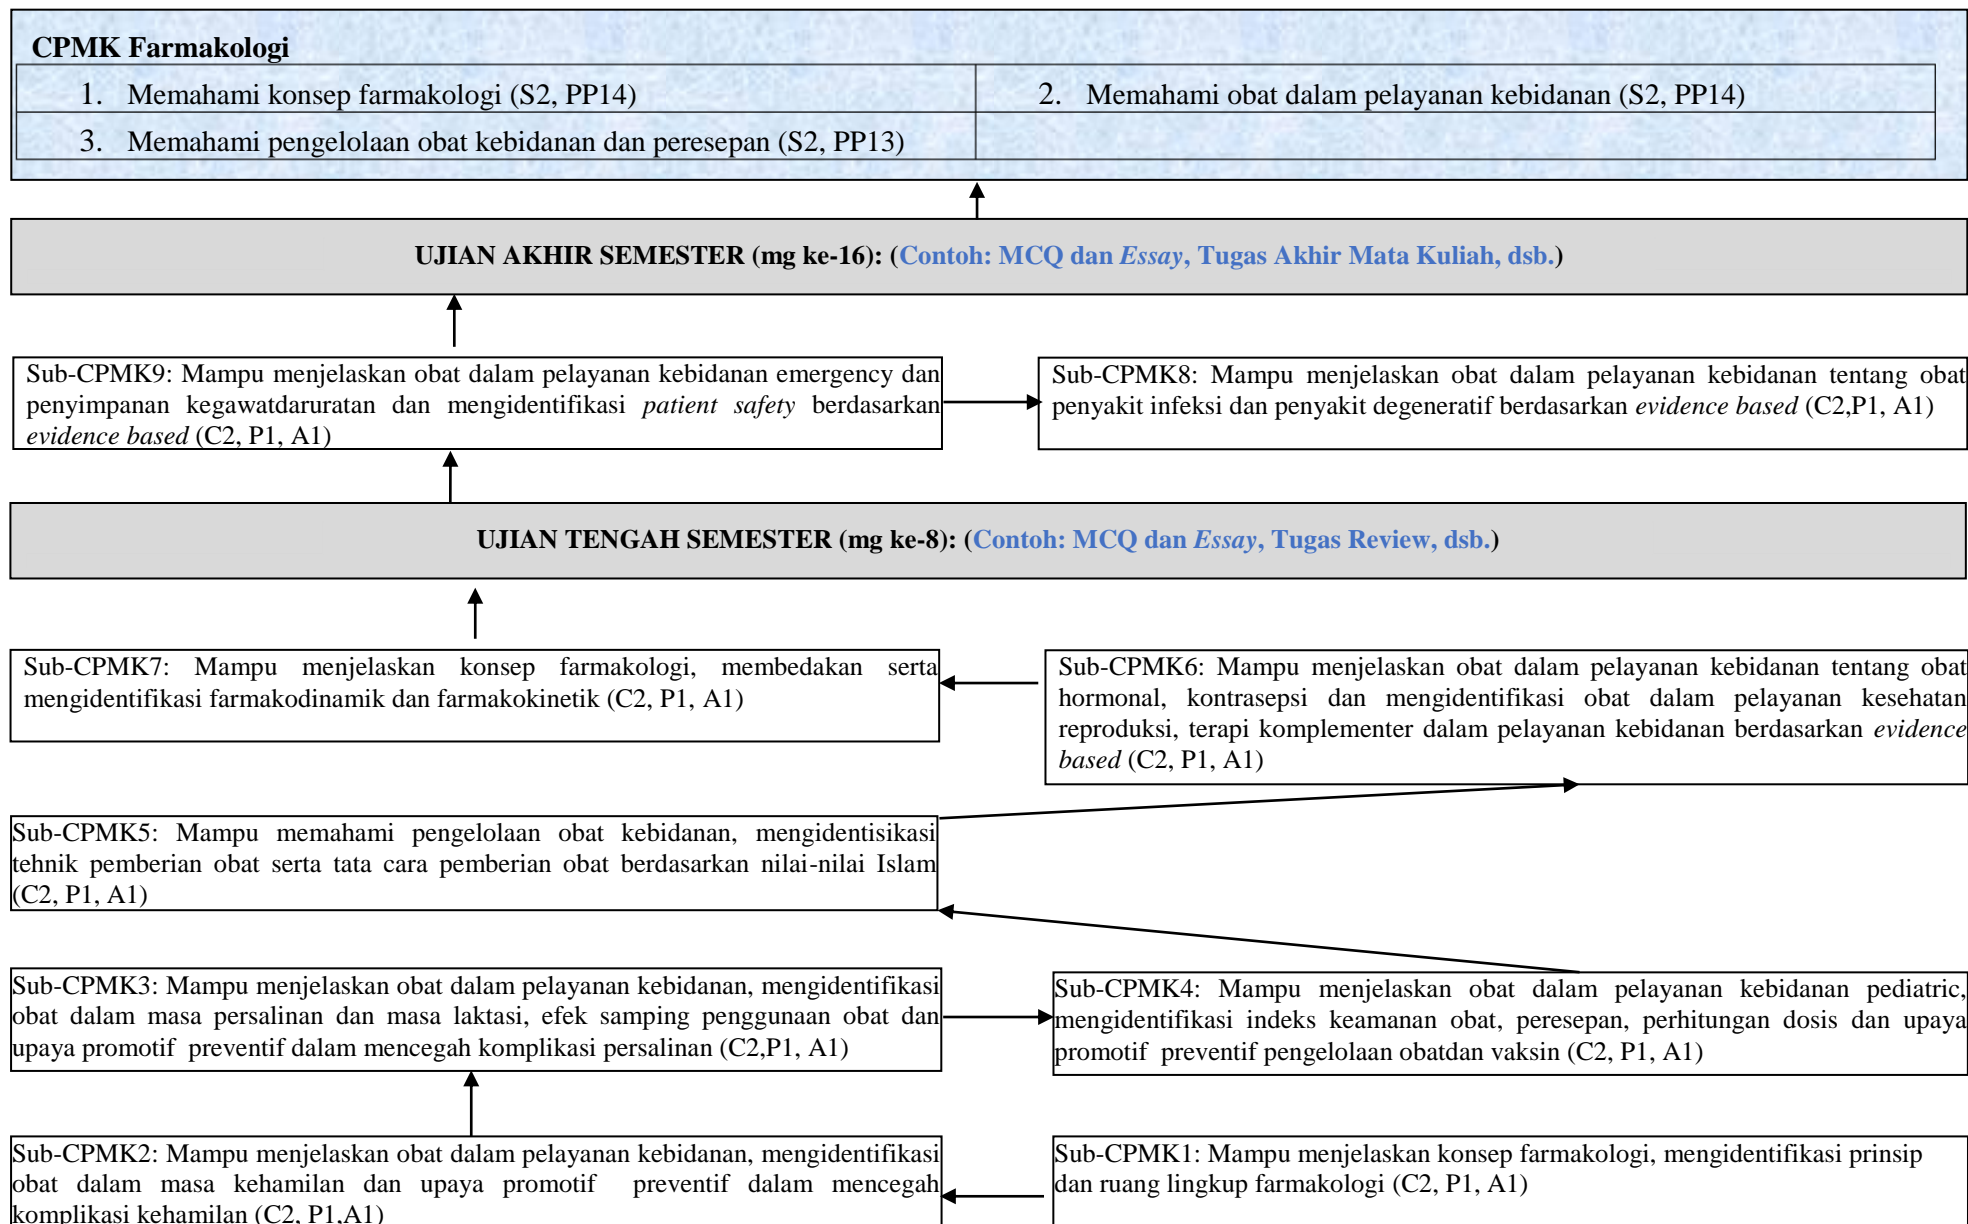 CPMK Farmakologi
1. Memahami konsep farmakologi (S2, PP14)
2. Memahami obat dalam pelayanan kebidanan (S2, PP14)
3. Memahami pengelolaan obat kebidanan dan peresepan (S2, PP13)
UJIAN AKHIR SEMESTER (mg ke-16): (Contoh: MCQ dan Essay, Tugas Akhir Mata Kuliah, dsb.)
Sub-CPMK9: Mampu menjelaskan obat dalam pelayanan kebidanan emergency dan
penyimpanan kegawatdaruratan dan mengidentifikasi patient safety berdasarkan
evidence based (C2, P1, A1)
Sub-CPMK8: Mampu menjelaskan obat dalam pelayanan kebidanan tentang obat
penyakit infeksi dan penyakit degeneratif berdasarkan evidence based (C2,P1, A1)
UJIAN TENGAH SEMESTER (mg ke-8): (Contoh: MCQ dan Essay, Tugas Review, dsb.)
Sub-CPMK7: Mampu menjelaskan konsep farmakologi, membedakan serta
mengidentifikasi farmakodinamik dan farmakokinetik (C2, P1, A1)
Sub-CPMK6: Mampu menjelaskan obat dalam pelayanan kebidanan tentang obat
hormonal, kontrasepsi dan mengidentifikasi obat dalam pelayanan kesehatan
reproduksi, terapi komplementer dalam pelayanan kebidanan berdasarkan evidence
based (C2, P1, A1)
Sub-CPMK5: Mampu memahami pengelolaan obat kebidanan, mengidentisikasi
tehnik pemberian obat serta tata cara pemberian obat berdasarkan nilai-nilai Islam
(C2, P1, A1)
Sub-CPMK3: Mampu menjelaskan obat dalam pelayanan kebidanan, mengidentifikasi
obat dalam masa persalinan dan masa laktasi, efek samping penggunaan obat dan
upaya promotif preventif dalam mencegah komplikasi persalinan (C2,P1, A1)
Sub-CPMK4: Mampu menjelaskan obat dalam pelayanan kebidanan pediatric,
mengidentifikasi indeks keamanan obat, peresepan, perhitungan dosis dan upaya
promotif preventif pengelolaan obatdan vaksin (C2, P1, A1)
Sub-CPMK2: Mampu menjelaskan obat dalam pelayanan kebidanan, mengidentifikasi
obat dalam masa kehamilan dan upaya promotif preventif dalam mencegah
komplikasi kehamilan (C2, P1,A1)
Sub-CPMK1: Mampu menjelaskan konsep farmakologi, mengidentifikasi prinsip
dan ruang lingkup farmakologi (C2, P1, A1)